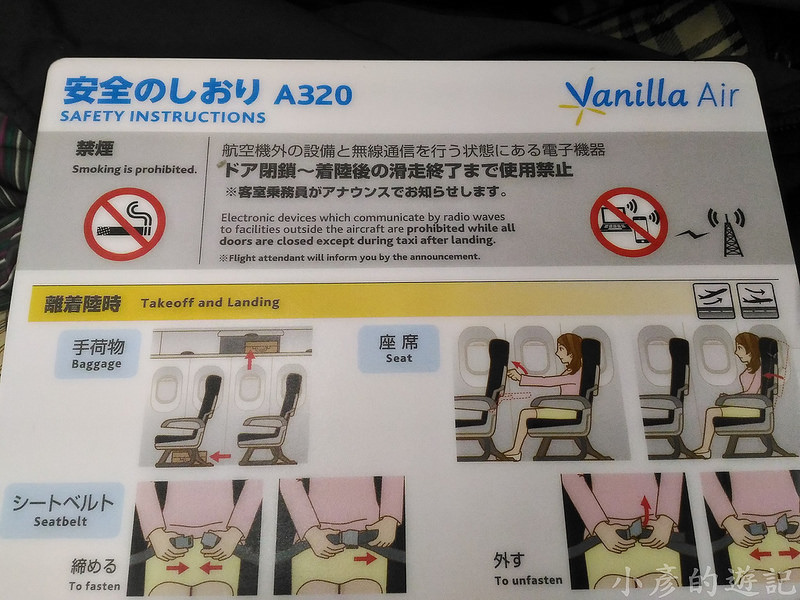 安全のしおり A320
SAFETY INSTRUCTIONS
Vanilla Air
禁煙
Smoking is prohibited.
航空機外の設備と無線通信を行う状態にある電子機器
ドア閉鎖～着陸後の滑走終了まで使用禁止
※客室乗務員がアナウンスでお知らせします。
Electronic devices which communicate by radio waves
to facilities outside the aircraft are prohibited while all
doors are closed except during taxi after landing.
※Flight attendant will inform you by the announcement.
離着陸時 Takeoff and Landing
手荷物
Baggage
座席
Seat
シートベルト
Seatbelt
締める
To fasten
外す
To unfasten
小彥的遊記